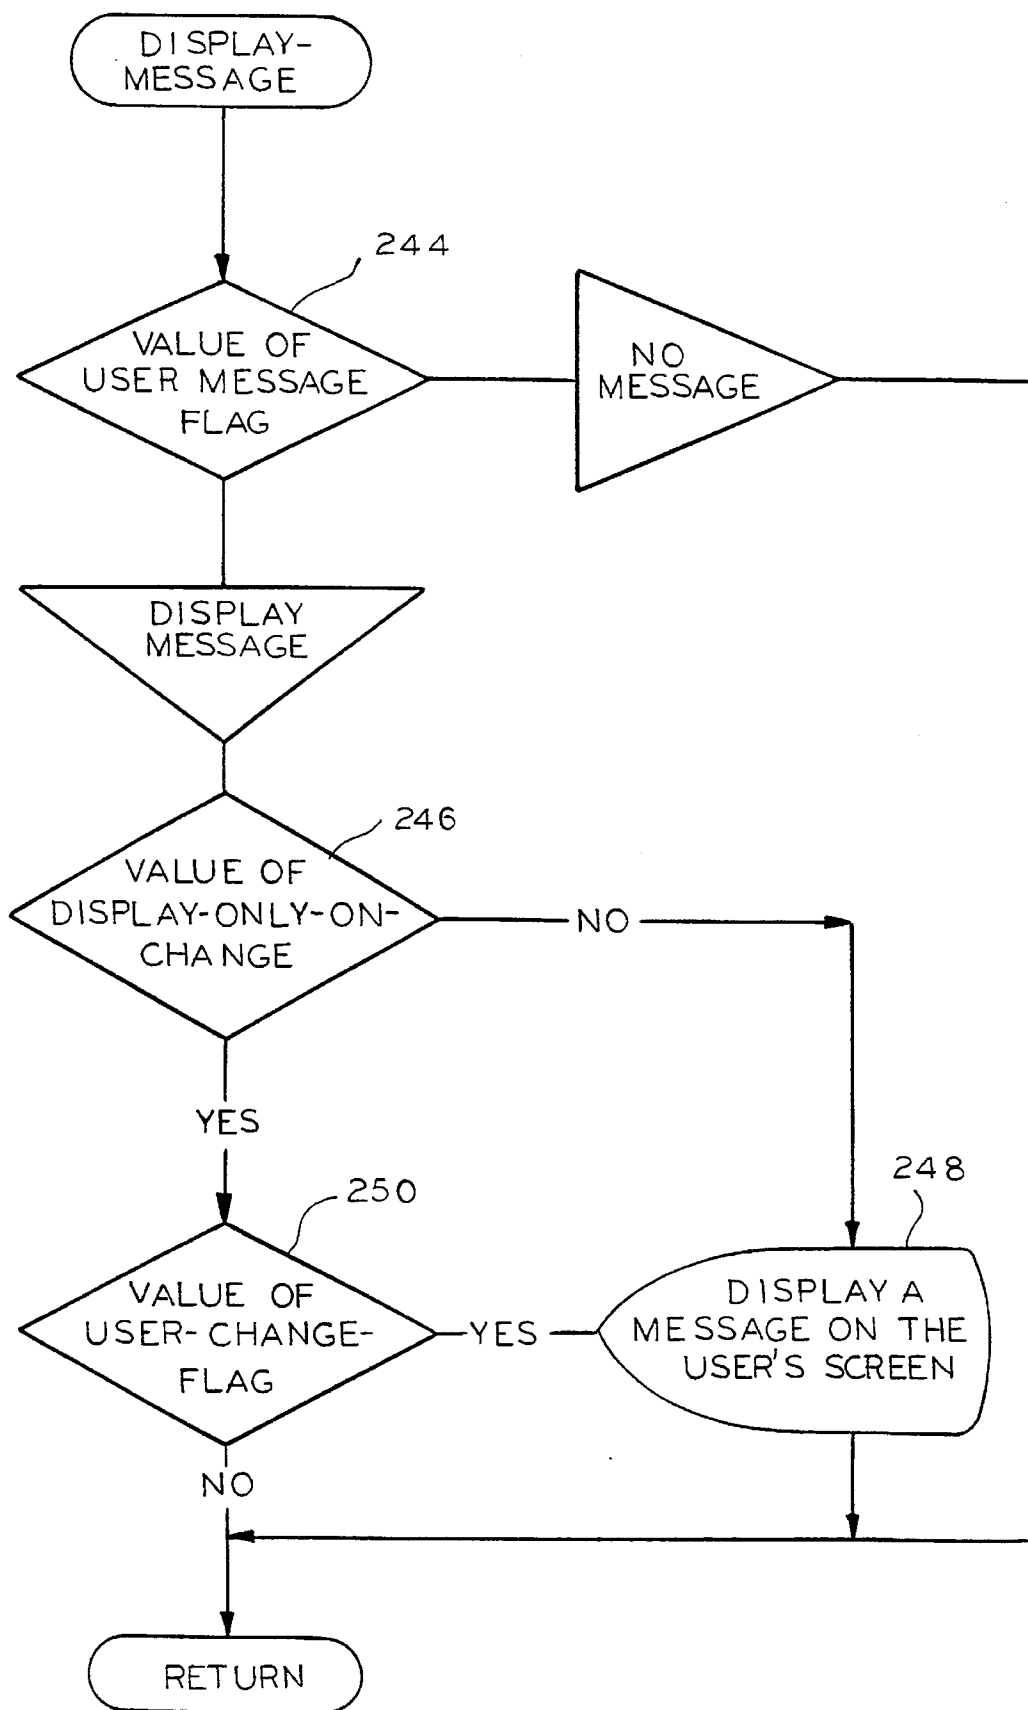 DISPLAY-
MESSAGE
244
VALUE OF
USER MESSAGE
FLAG
NO
MESSAGE
DISPLAY
MESSAGE
246
VALUE OF
DISPLAY-ONLY-ON-
CHANGE
NO
YES
250
VALUE OF
USER-CHANGE-
FLAG
YES
248
DISPLAY A
MESSAGE ON THE
USER'S SCREEN
NO
RETURN